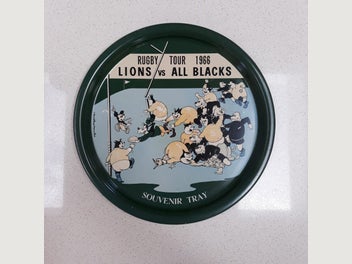 RUGBY TOUR 1966
LIONS vs ALL BLACKS
SOUVENIR TRAY